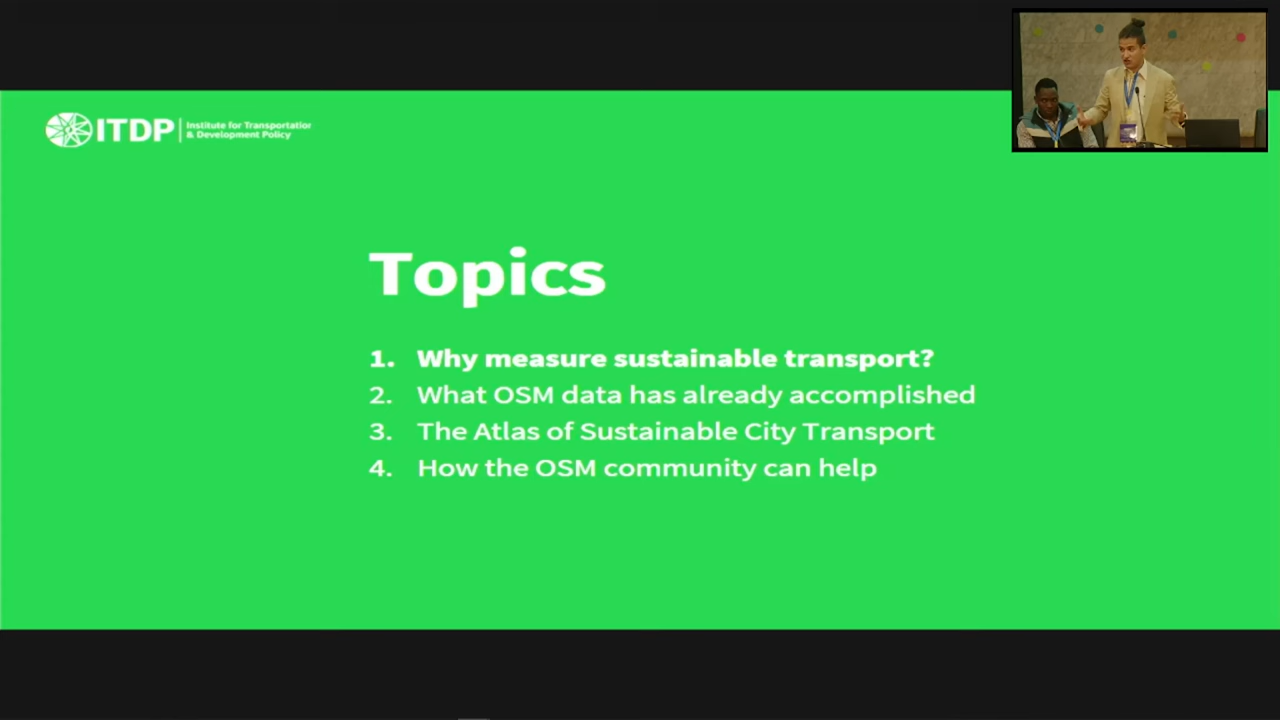 ITDP
Institute for Transportation
& Development Policy
Topics
1. Why measure sustainable transport?
2. What OSM data has already accomplished
3. The Atlas of Sustainable City Transport
4. How the OSM community can help